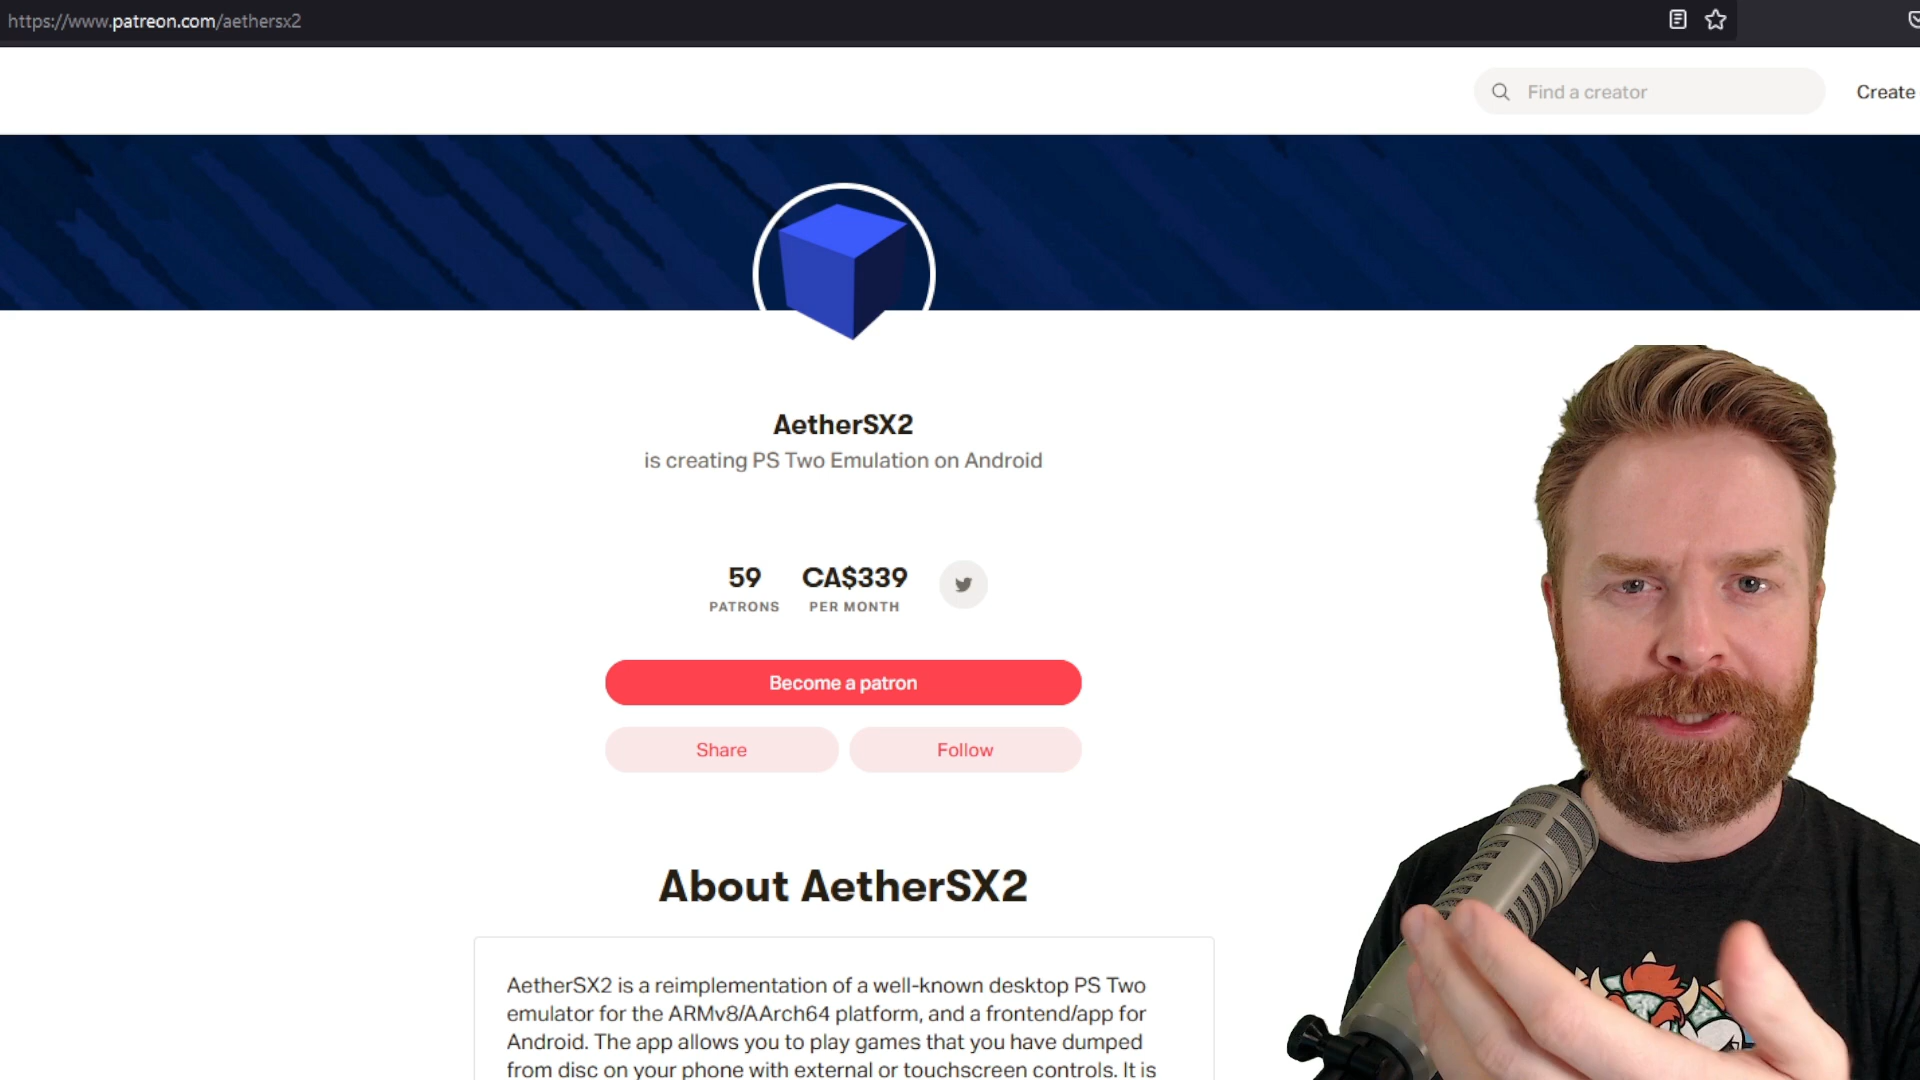 https://www.patreon.com/aethersx2
Find a creator
Create
AetherSX2
is creating PS Two Emulation on Android
59
PATRONS
CA$339
PER MONTH
Become a patron
Share
Follow
About AetherSX2
AetherSX2 is a reimplementation of a well-known desktop PS Two
emulator for the ARMv8/AArch64 platform, and a frontend/app for
Android. The app allows you to play games that you have dumped
from disc on your phone with external or touchscreen controls. It is